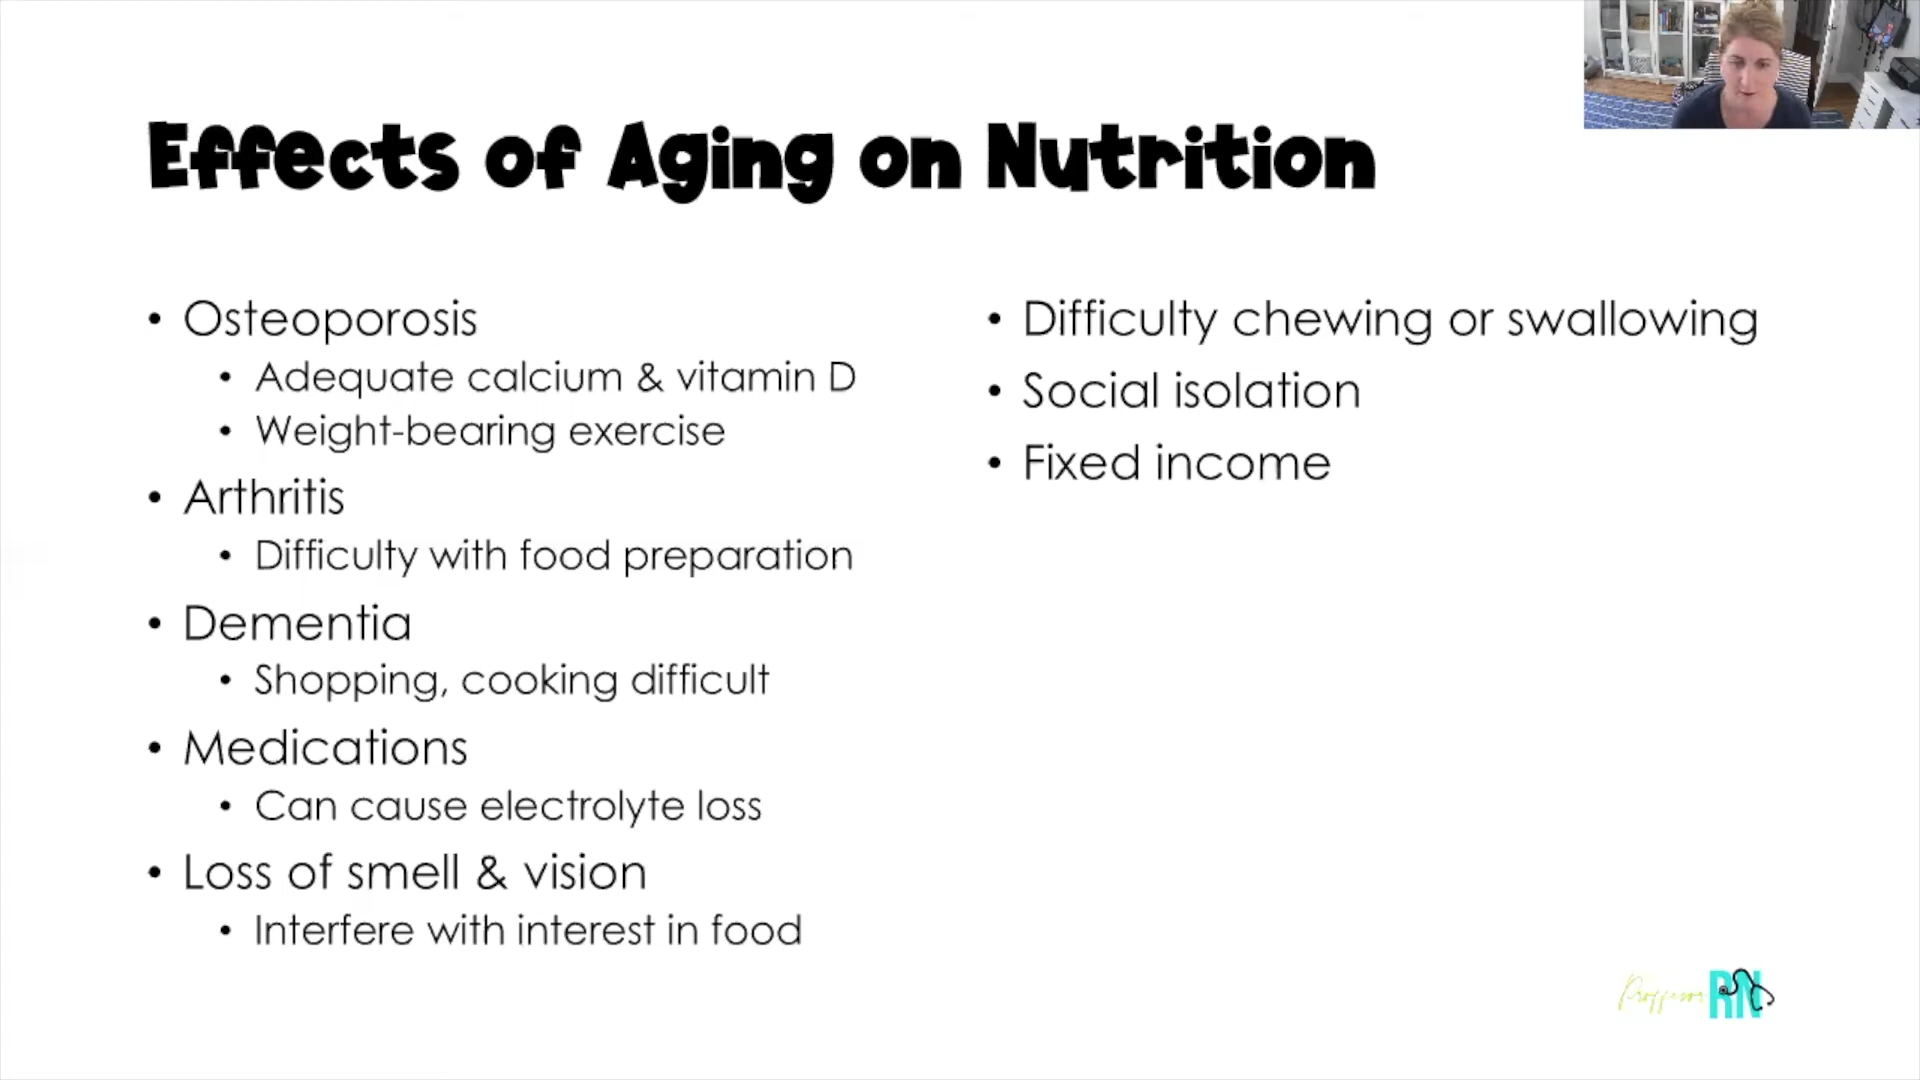 Effects of Aging on Nutrition
• Osteoporosis
• Adequate calcium & vitamin D
• Weight-bearing exercise
• Arthritis
• Difficulty with food preparation
• Dementia
• Shopping, cooking difficult
• Medications
• Can cause electrolyte loss
• Loss of smell & vision
• Interfere with interest in food
• Difficulty chewing or swallowing
• Social isolation
• Fixed income
Professor RN